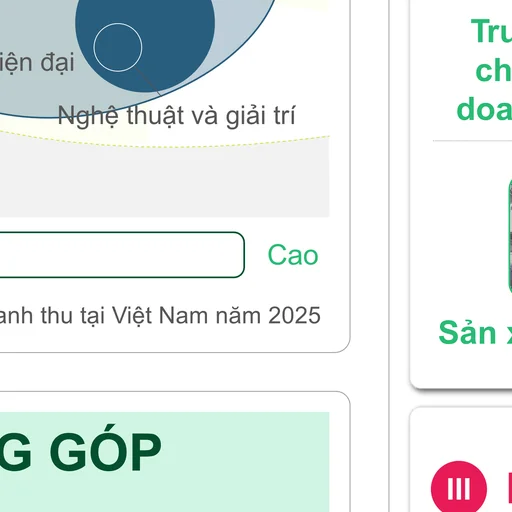 iện đại
Nghệ thuật và giải trí
Cao
anh thu tại Việt Nam năm 2025
G GÓP
Tru
ch
doa
Sản x
III